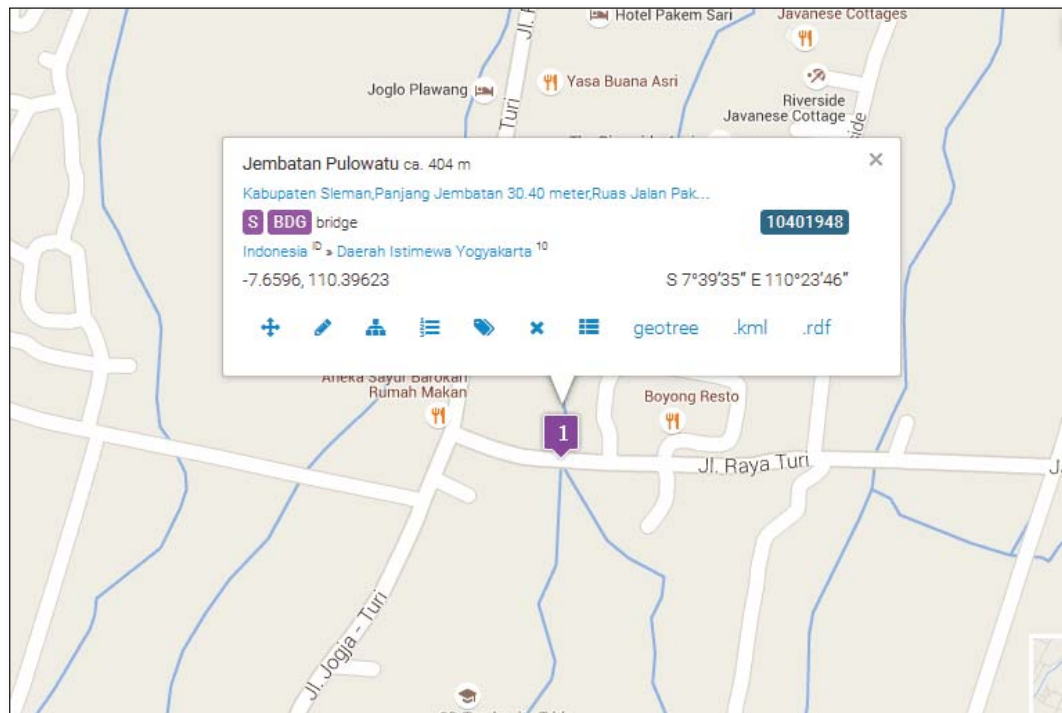 Hotel Pakem Sari
Javanese Cottages
Joglo Plawang
Yasa Buana Asri
Turi
Riverside
Javanese Cottage
Jembatan Pulowatu ca. 404 m
×
Kabupaten Sleman,Panjang Jembatan 30.40 meter,Ruas Jalan Pak...
S BDG bridge
10401948
Indonesia ID » Daerah Istimewa Yogyakarta 10
-7.6596, 110.39623
S 7°39'35" E 110°23'46"
geotree .kml .rdf
Aneka Sayur Barokah
Rumah Makan
Boyong Resto
1
Jl. Raya Turi
Jl. Jogja - Turi